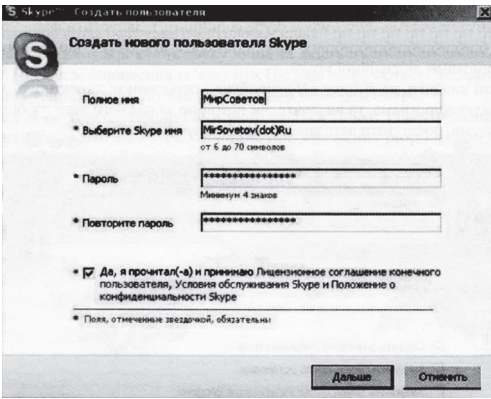 Skype™ Создать пользователя
Создать нового пользователя Skype
Полное имя
МирСоветов
* Выберите Skype имя
MirSovetov(dot)Ru
от 6 до 70 символов
* Пароль
****************
Минимум 4 знаков
* Повторите пароль
****************
* Да, я прочитал(-а) и принимаю Лицензионное соглашение конечного
пользователя, Условия обслуживания Skype и Положение о
конфиденциальности Skype
* Поля, отмеченные звездочкой, обязательны
Дальше
Отменить